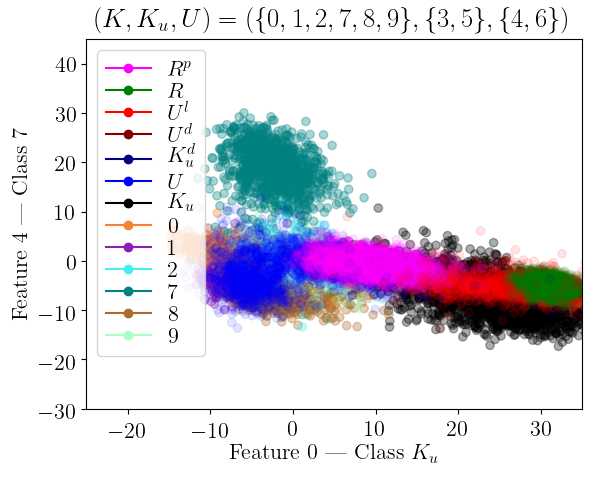 (K, K_u, U) = ({0, 1, 2, 7, 8, 9}, {3, 5}, {4, 6})
40
30
20
10
0
−10
−20
−30
Feature 4 — Class 7
R^p
R
U^l
U^d
K_u^d
U
K_u
0
1
2
7
8
9
−20 −10 0 10 20 30
Feature 0 — Class K_u